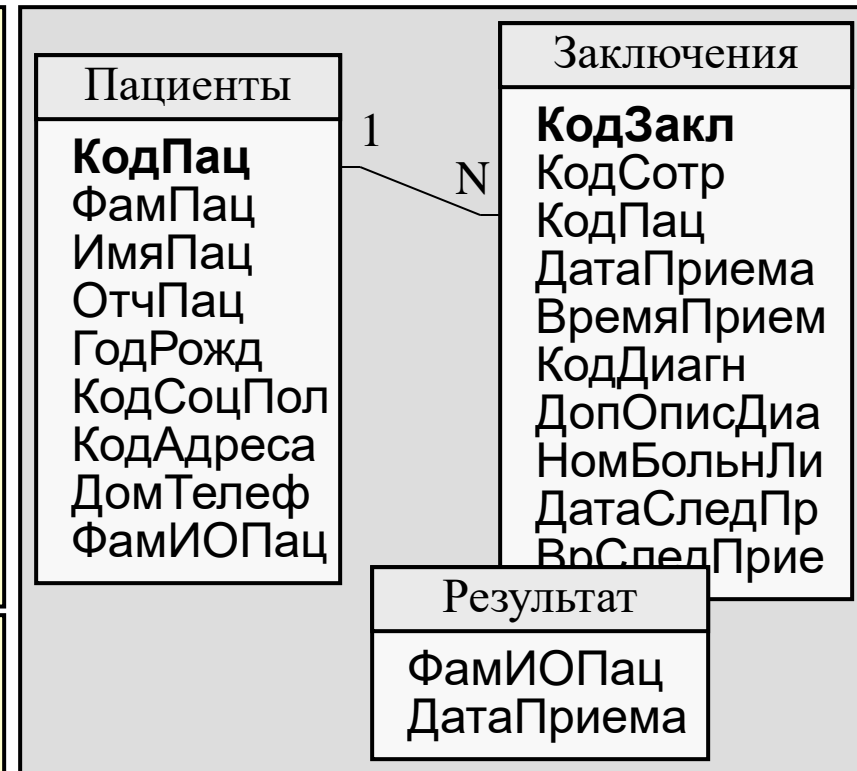 Пациенты
КодПац
ФамПац
ИмяПац
ОтчПац
ГодРожд
КодСоцПол
КодАдреса
ДомТелеф
ФамИОПац
1
N
Заключения
КодЗакл
КодСотр
КодПац
ДатаПриема
ВремяПрием
КодДиагн
ДопОписДиа
НомБольнЛи
ДатаСледПр
ВрСледПрие
Результат
ФамИОПац
ДатаПриема